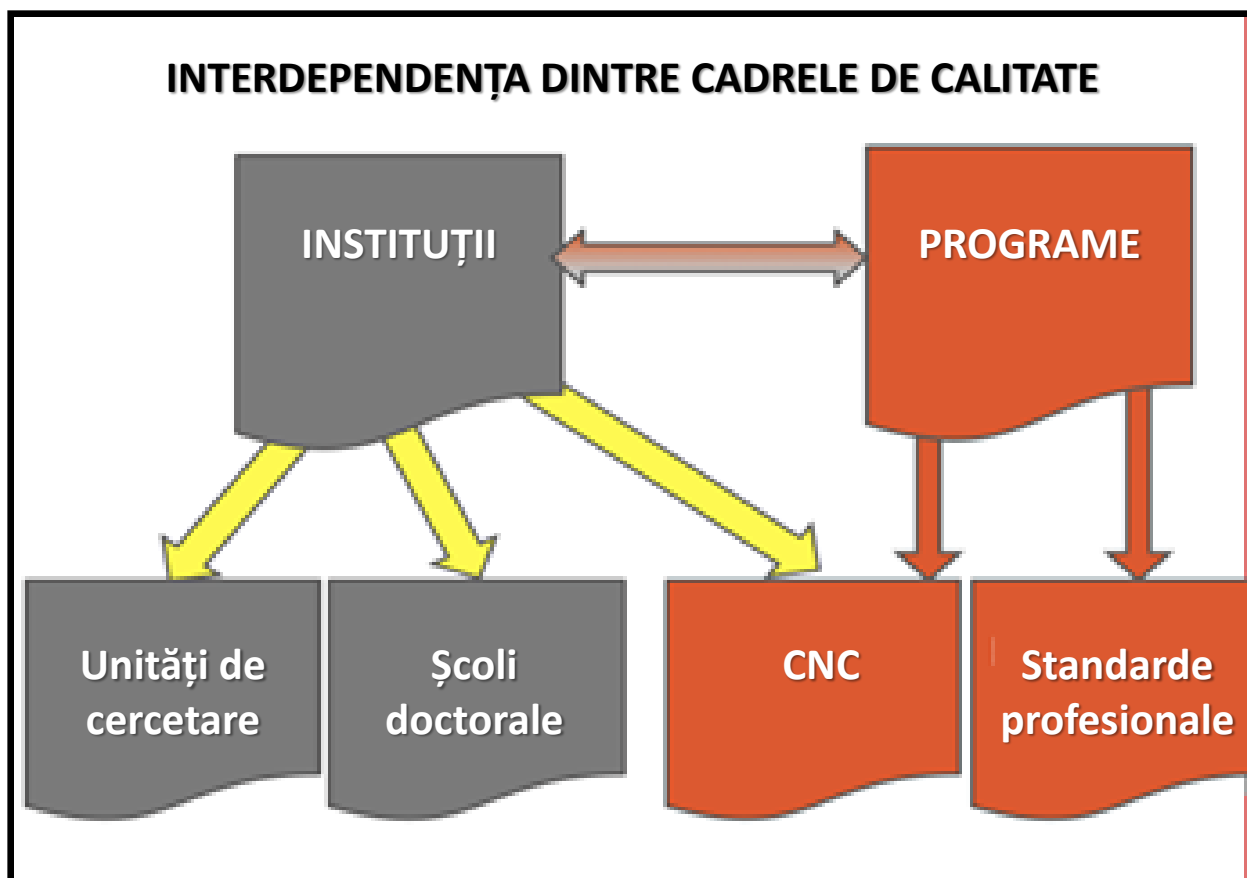 INTERDEPENDENȚA DINTRE CADRELE DE CALITATE
INSTITUȚII
PROGRAME
Unități de
cercetare
Școli
doctorale
CNC
Standarde
profesionale